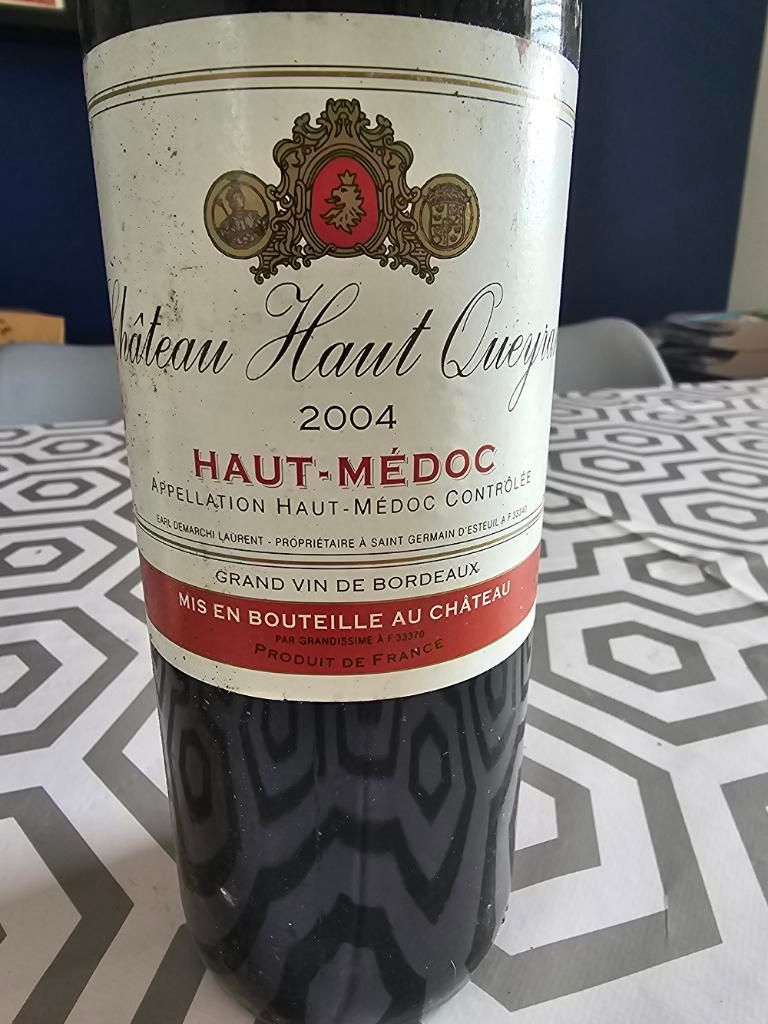 Château Haut Queyra
2004
HAUT-MÉDOC
APPELLATION HAUT-MÉDOC CONTRÔLÉE
EARL DEMARCHI LAURENT - PROPRIÉTAIRE À SAINT GERMAIN D'ESTEUIL À F 33340
GRAND VIN DE BORDEAUX
MIS EN BOUTEILLE AU CHÂTEAU
PAR GRANDISSIME À F 33370
PRODUIT DE FRANCE